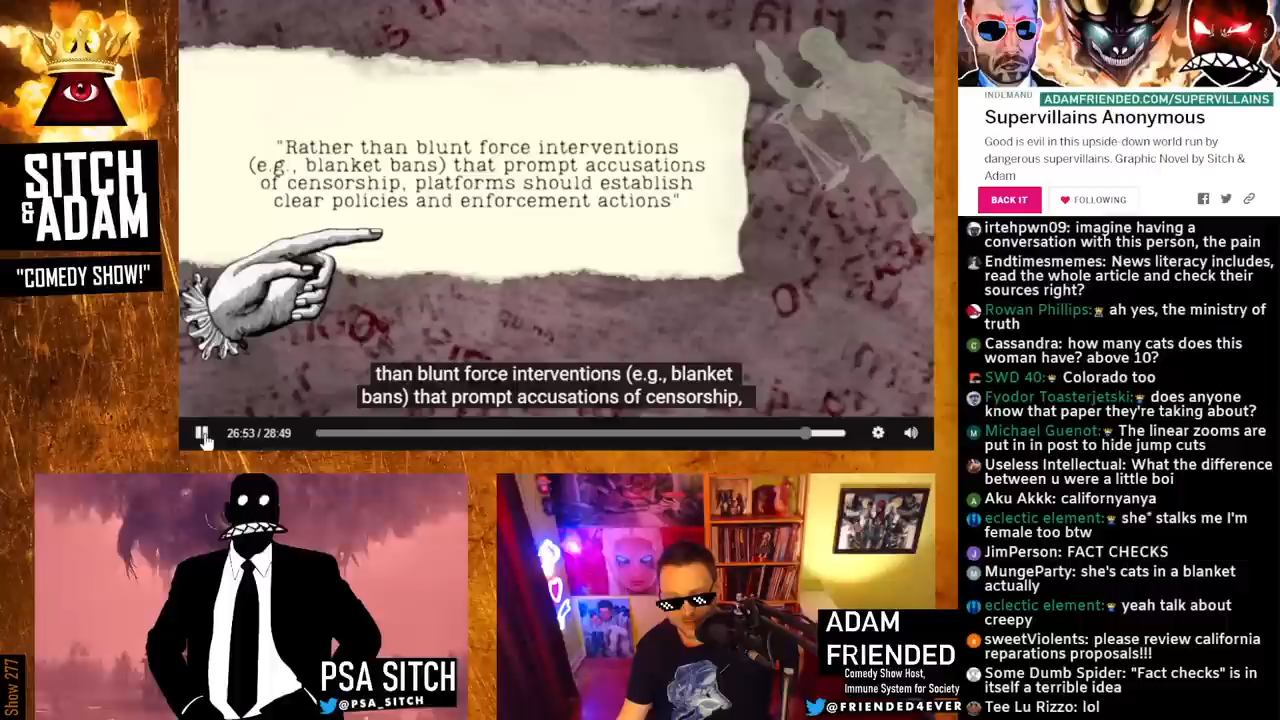 SITCH
& ADAM
"COMEDY SHOW!"
Show 277
"Rather than blunt force interventions
(e.g., blanket bans) that prompt accusations
of censorship, platforms should establish
clear policies and enforcement actions"
than blunt force interventions (e.g., blanket
bans) that prompt accusations of censorship,
26:53 / 28:49
PSA SITCH
@PSA_SITCH
ADAM
FRIENDED
Comedy Show Host,
Immune System for Society
@FRIENDED4EVER
INDEMAND
ADAMFRIENDED.COM/SUPERVILLAINS
Supervillains Anonymous
Good is evil in this upside-down world run by
dangerous supervillains. Graphic Novel by Sitch &
Adam
BACK IT
FOLLOWING
irtehpwn09: imagine having a
conversation with this person, the pain
Endtimesmemes: News literacy includes,
read the whole article and check their
sources right?
Rowan Phillips: ah yes, the ministry of
truth
Cassandra: how many cats does this
woman have? above 10?
SWD 40: Colorado too
Fyodor Toasterjetski: does anyone
know that paper they're taking about?
Michael Guenot: The linear zooms are
put in in post to hide jump cuts
Useless Intellectual: What the difference
between u were a little boi
Aku Akkk: californyanya
eclectic element: she* stalks me I'm
female too btw
JimPerson: FACT CHECKS
MungeParty: she's cats in a blanket
actually
eclectic element: yeah talk about
creepy
sweetViolents: please review california
reparations proposals!!!
Some Dumb Spider: "Fact checks" is in
itself a terrible idea
Tee Lu Rizzo: lol